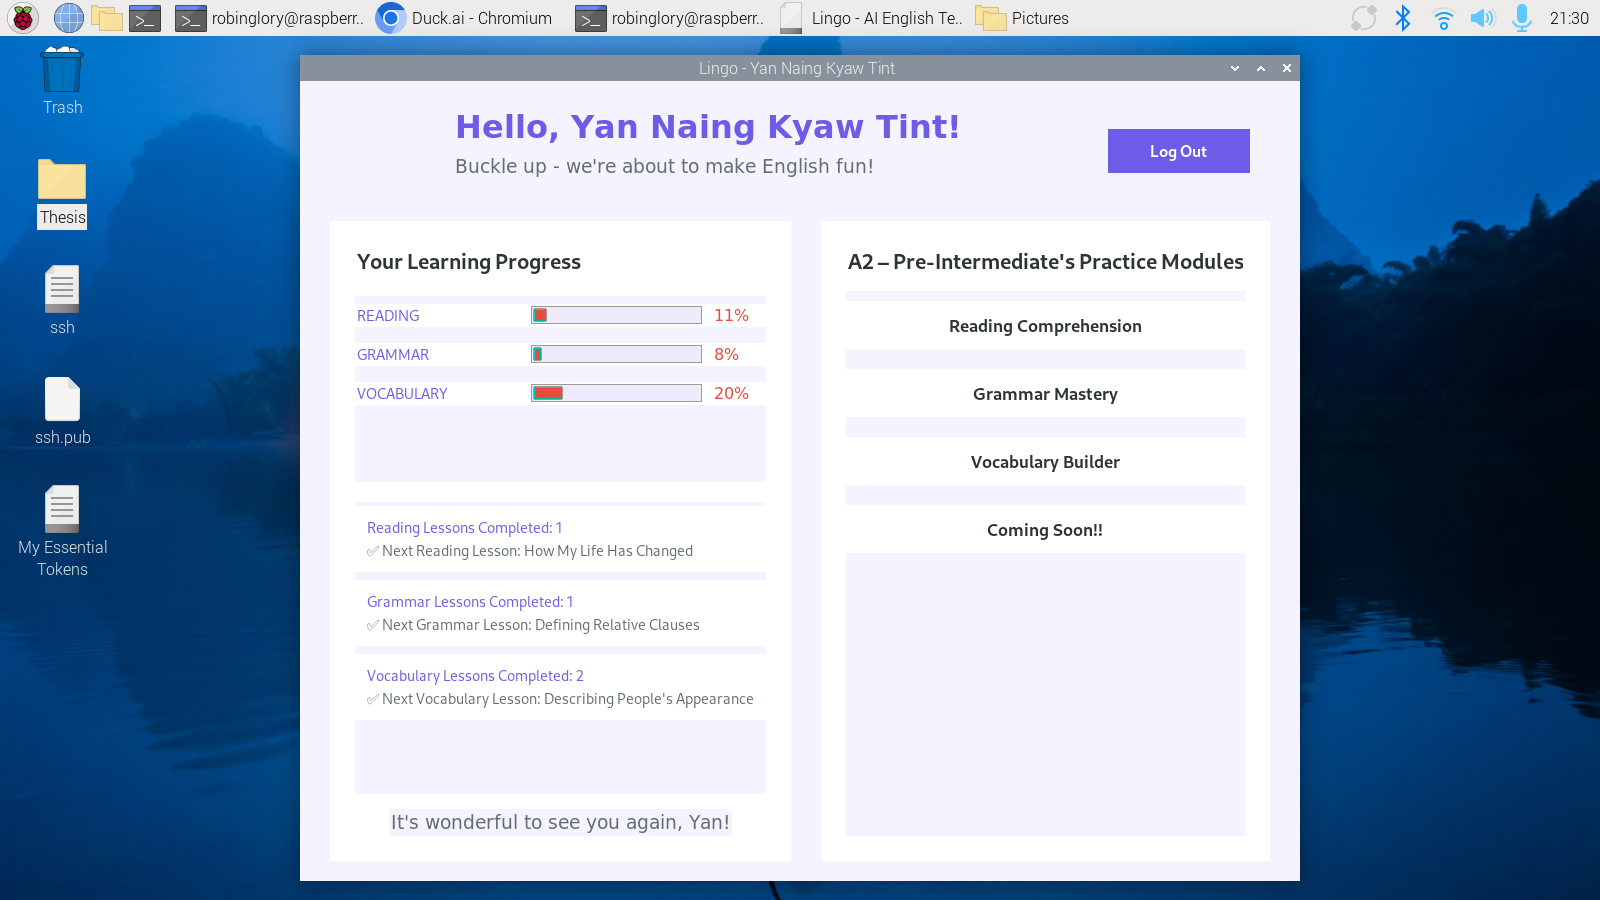 robinglory@raspberr..
Duck.ai - Chromium
robinglory@raspberr..
Lingo - AI English Te..
Pictures
21:30
Trash
Thesis
ssh
ssh.pub
My Essential
Tokens
Lingo - Yan Naing Kyaw Tint
Hello, Yan Naing Kyaw Tint!
Buckle up - we're about to make English fun!
Log Out
Your Learning Progress
READING 11%
GRAMMAR 8%
VOCABULARY 20%
Reading Lessons Completed: 1
✅ Next Reading Lesson: How My Life Has Changed
Grammar Lessons Completed: 1
✅ Next Grammar Lesson: Defining Relative Clauses
Vocabulary Lessons Completed: 2
✅ Next Vocabulary Lesson: Describing People's Appearance
It's wonderful to see you again, Yan!
A2 – Pre-Intermediate's Practice Modules
Reading Comprehension
Grammar Mastery
Vocabulary Builder
Coming Soon!!